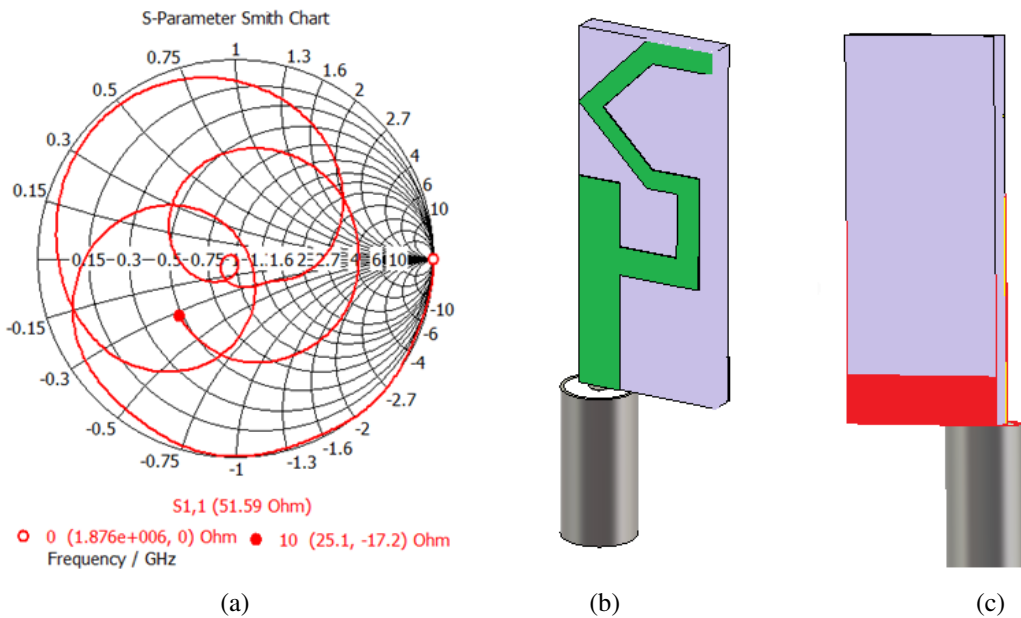 S-Parameter Smith Chart
0.75 1 1.3 1.6 2 2.7 4 6 10
0.5
0.3
0.15
0.15 0.3 0.5 0.75 1 1.6 2.7 4 6 10
-0.15
-0.3
-0.5
-0.75 -1 -1.3 -1.6 -2 -2.7 -4 -6 -10
S1,1 (51.59 Ohm)
0 (1.876e+006, 0) Ohm 10 (25.1, -17.2) Ohm
Frequency / GHz
(a) (b) (c)